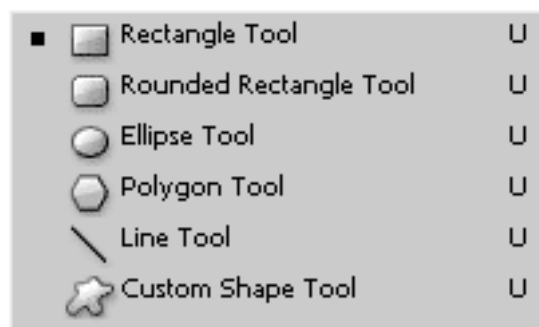 Rectangle Tool U
Rounded Rectangle Tool U
Ellipse Tool U
Polygon Tool U
Line Tool U
Custom Shape Tool U